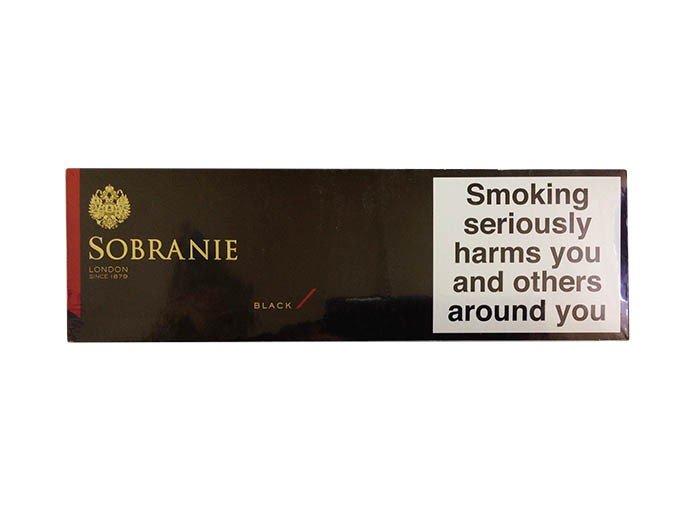 SOBRANIE
LONDON
SINCE 1879
BLACK
Smoking
seriously
harms you
and others
around you